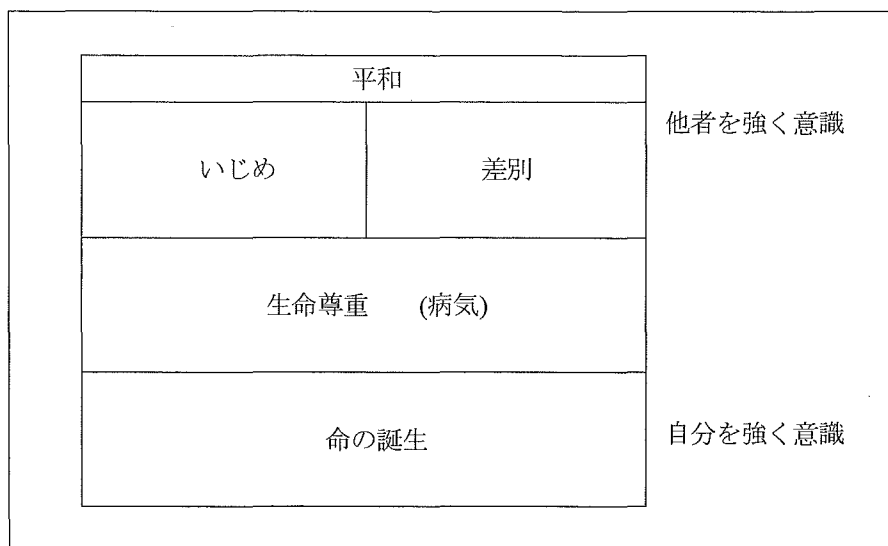 平和
他者を強く意識
いじめ 差別
生命尊重 (病気)
命の誕生
自分を強く意識